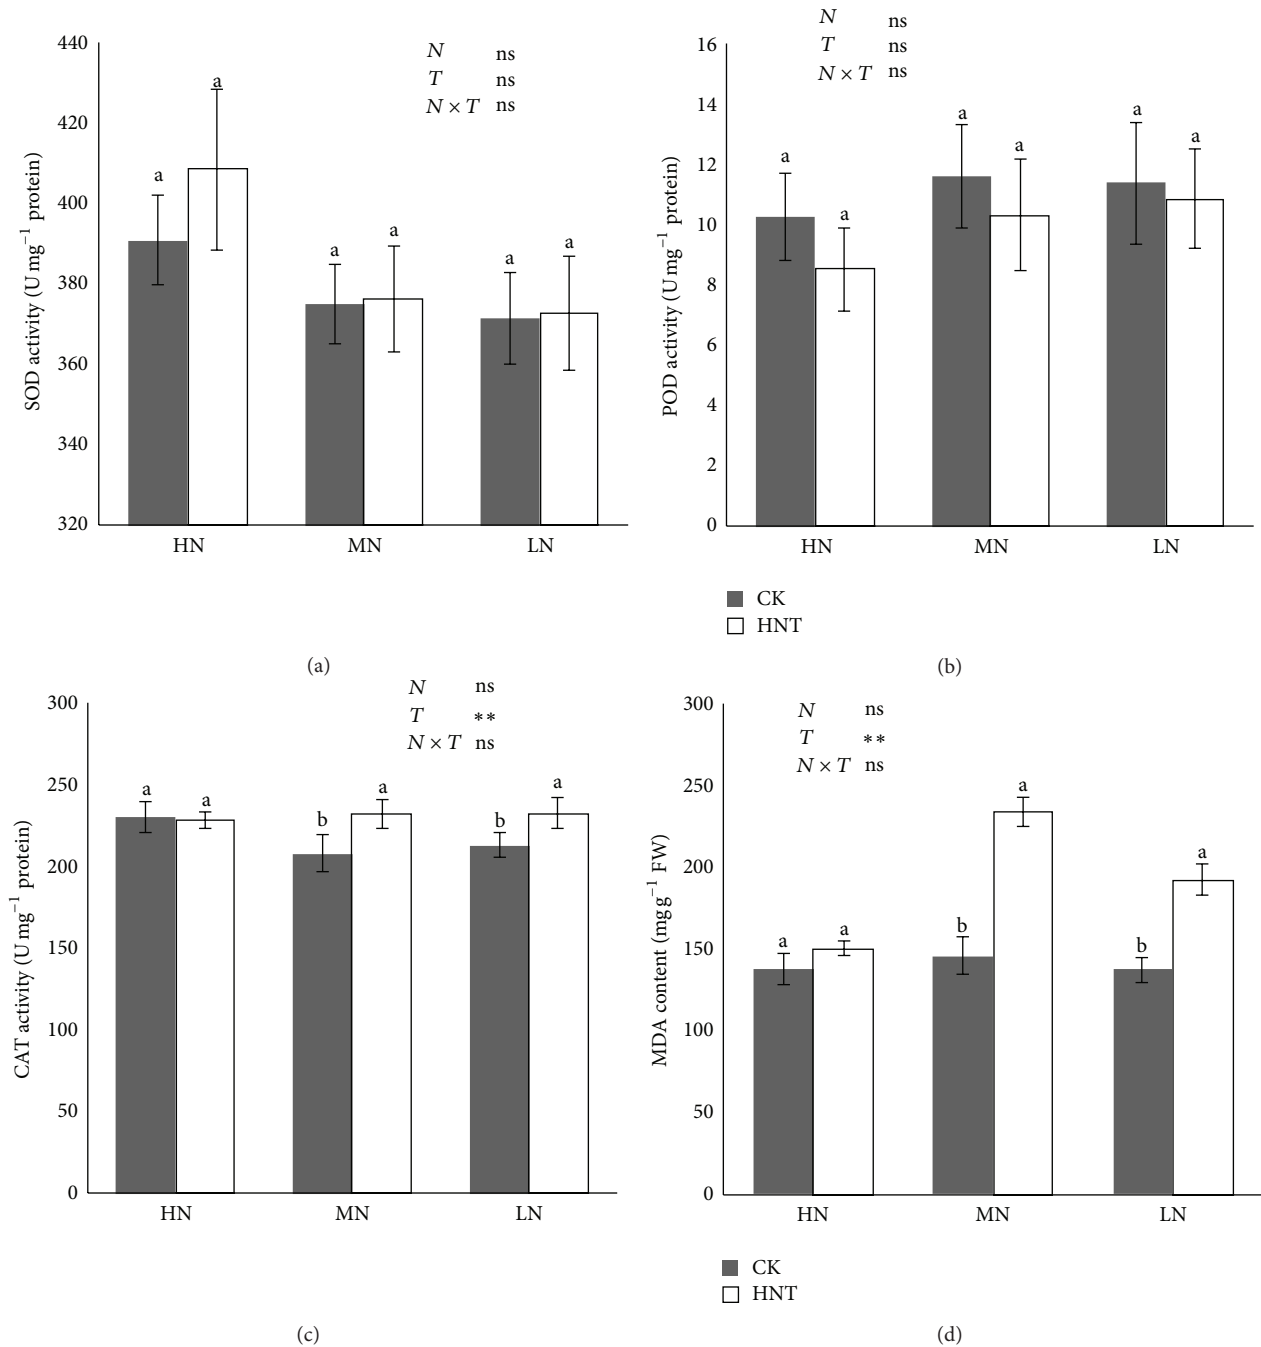 440
420
400
380
360
340
320
SOD activity (U mg⁻¹ protein)
N ns
T ns
N × T ns
a
a
a
a
a
a
HN MN LN
(a)
16
14
12
10
8
6
4
2
0
POD activity (U mg⁻¹ protein)
N ns
T ns
N × T ns
a
a
a
a
a
a
HN MN LN
CK
HNT
(b)
300
250
200
150
100
50
0
CAT activity (U mg⁻¹ protein)
N ns
T **
N × T ns
a
a
b
a
b
a
HN MN LN
(c)
300
250
200
150
100
50
0
MDA content (mg g⁻¹ FW)
N ns
T **
N × T ns
a
a
b
a
b
a
HN MN LN
CK
HNT
(d)